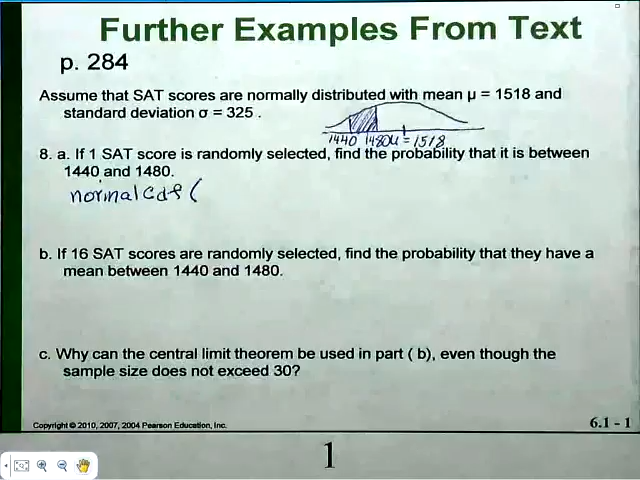 Further Examples From Text
p. 284
Assume that SAT scores are normally distributed with mean μ = 1518 and
standard deviation σ = 325 .
1440 1480 μ = 1518
8. a. If 1 SAT score is randomly selected, find the probability that it is between
1440 and 1480.
normalcdf (
b. If 16 SAT scores are randomly selected, find the probability that they have a
mean between 1440 and 1480.
c. Why can the central limit theorem be used in part ( b), even though the
sample size does not exceed 30?
Copyright © 2010, 2007, 2004 Pearson Education, Inc.
6.1 - 1
1